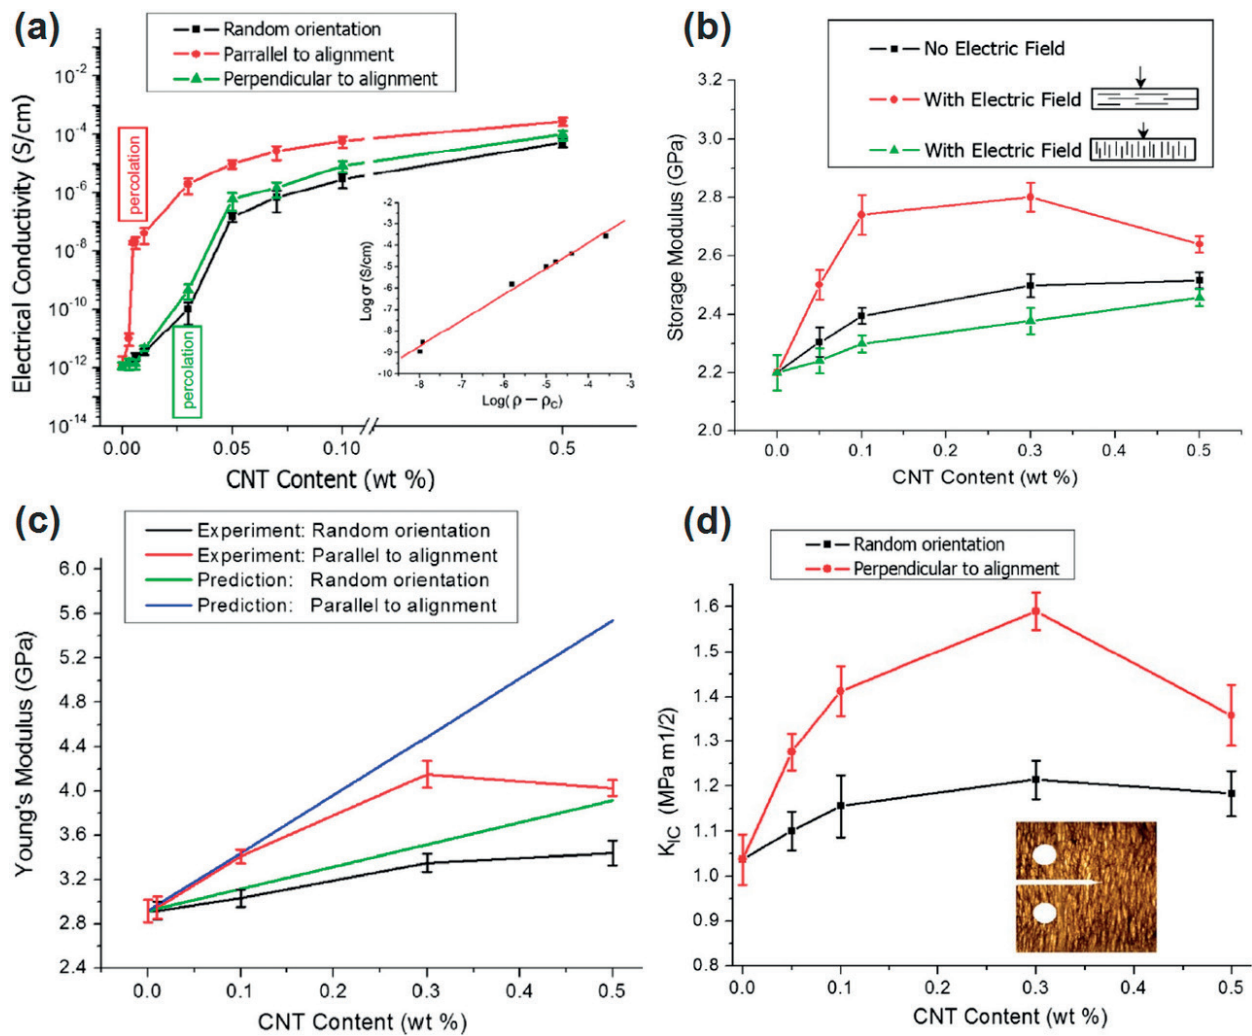 (a)
Random orientation
Parrallel to alignment
Perpendicular to alignment
Electrical Conductivity (S/cm)
10^-2
10^-4
10^-6
10^-8
10^-10
10^-12
10^-14
percolation
percolation
0.00
0.05
0.10
0.5
CNT Content (wt %)
Log σ (S/cm)
-2
-3
-4
-5
-6
-7
-8
-9
-10
-8
-7
-6
-5
-4
-3
Log(ρ – ρc)
(b)
No Electric Field
With Electric Field
With Electric Field
Storage Modulus (GPa)
3.2
3.0
2.8
2.6
2.4
2.2
2.0
0.0
0.1
0.2
0.3
0.4
0.5
CNT Content (wt %)
(c)
Experiment: Random orientation
Experiment: Parallel to alignment
Prediction: Random orientation
Prediction: Parallel to alignment
Young's Modulus (GPa)
6.0
5.6
5.2
4.8
4.4
4.0
3.6
3.2
2.8
2.4
0.0
0.1
0.2
0.3
0.4
0.5
CNT Content (wt %)
(d)
Random orientation
Perpendicular to alignment
KIC (MPa m1/2)
1.6
1.5
1.4
1.3
1.2
1.1
1.0
0.9
0.8
0.0
0.1
0.2
0.3
0.4
0.5
CNT Content (wt %)